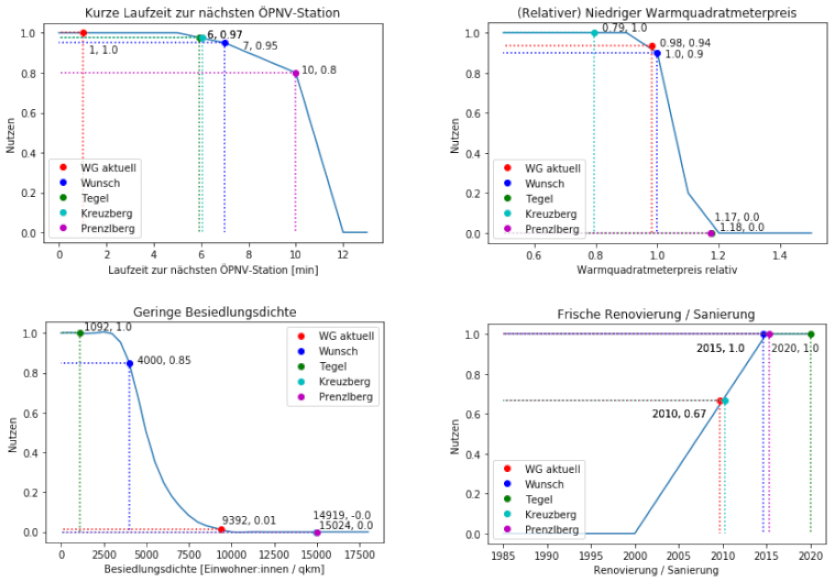 Kurze Laufzeit zur nächsten ÖPNV-Station
1.0
0.8
0.6
0.4
0.2
0.0
Nutzen
1, 1.0
6, 0.97
7, 0.95
10, 0.8
WG aktuell
Wunsch
Tegel
Kreuzberg
Prenzlberg
0 2 4 6 8 10 12
Laufzeit zur nächsten ÖPNV-Station [min]
(Relativer) Niedriger Warmquadratmeterpreis
1.0
0.8
0.6
0.4
0.2
0.0
Nutzen
0.79, 1.0
0.98, 0.94
1.0, 0.9
1.17, 0.0
1.18, 0.0
WG aktuell
Wunsch
Tegel
Kreuzberg
Prenzlberg
0.6 0.8 1.0 1.2 1.4
Warmquadratmeterpreis relativ
Geringe Besiedlungsdichte
1.0
0.8
0.6
0.4
0.2
0.0
Nutzen
1092, 1.0
4000, 0.85
9392, 0.01
14919, -0.0
15024, 0.0
WG aktuell
Wunsch
Tegel
Kreuzberg
Prenzlberg
0 2500 5000 7500 10000 12500 15000 17500
Besiedlungsdichte [Einwohner:innen / qkm]
Frische Renovierung / Sanierung
1.0
0.8
0.6
0.4
0.2
0.0
Nutzen
2015, 1.0
2020, 1.0
2010, 0.67
WG aktuell
Wunsch
Tegel
Kreuzberg
Prenzlberg
1985 1990 1995 2000 2005 2010 2015 2020
Renovierung / Sanierung